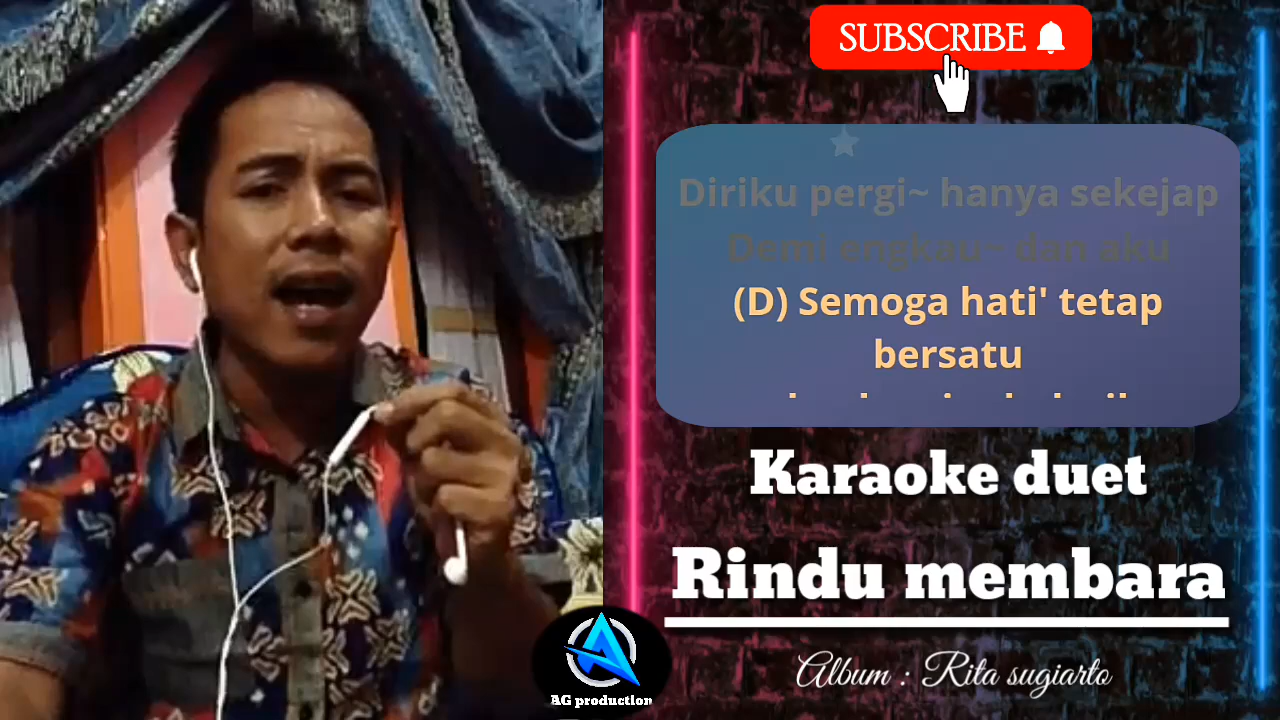 SUBSCRIBE
Diriku pergi~ hanya sekejap
Demi engkau~ dan aku
(D) Semoga hati' tetap
bersatu
Karaoke duet
Rindu membara
Album : Rita sugiarto
AG production